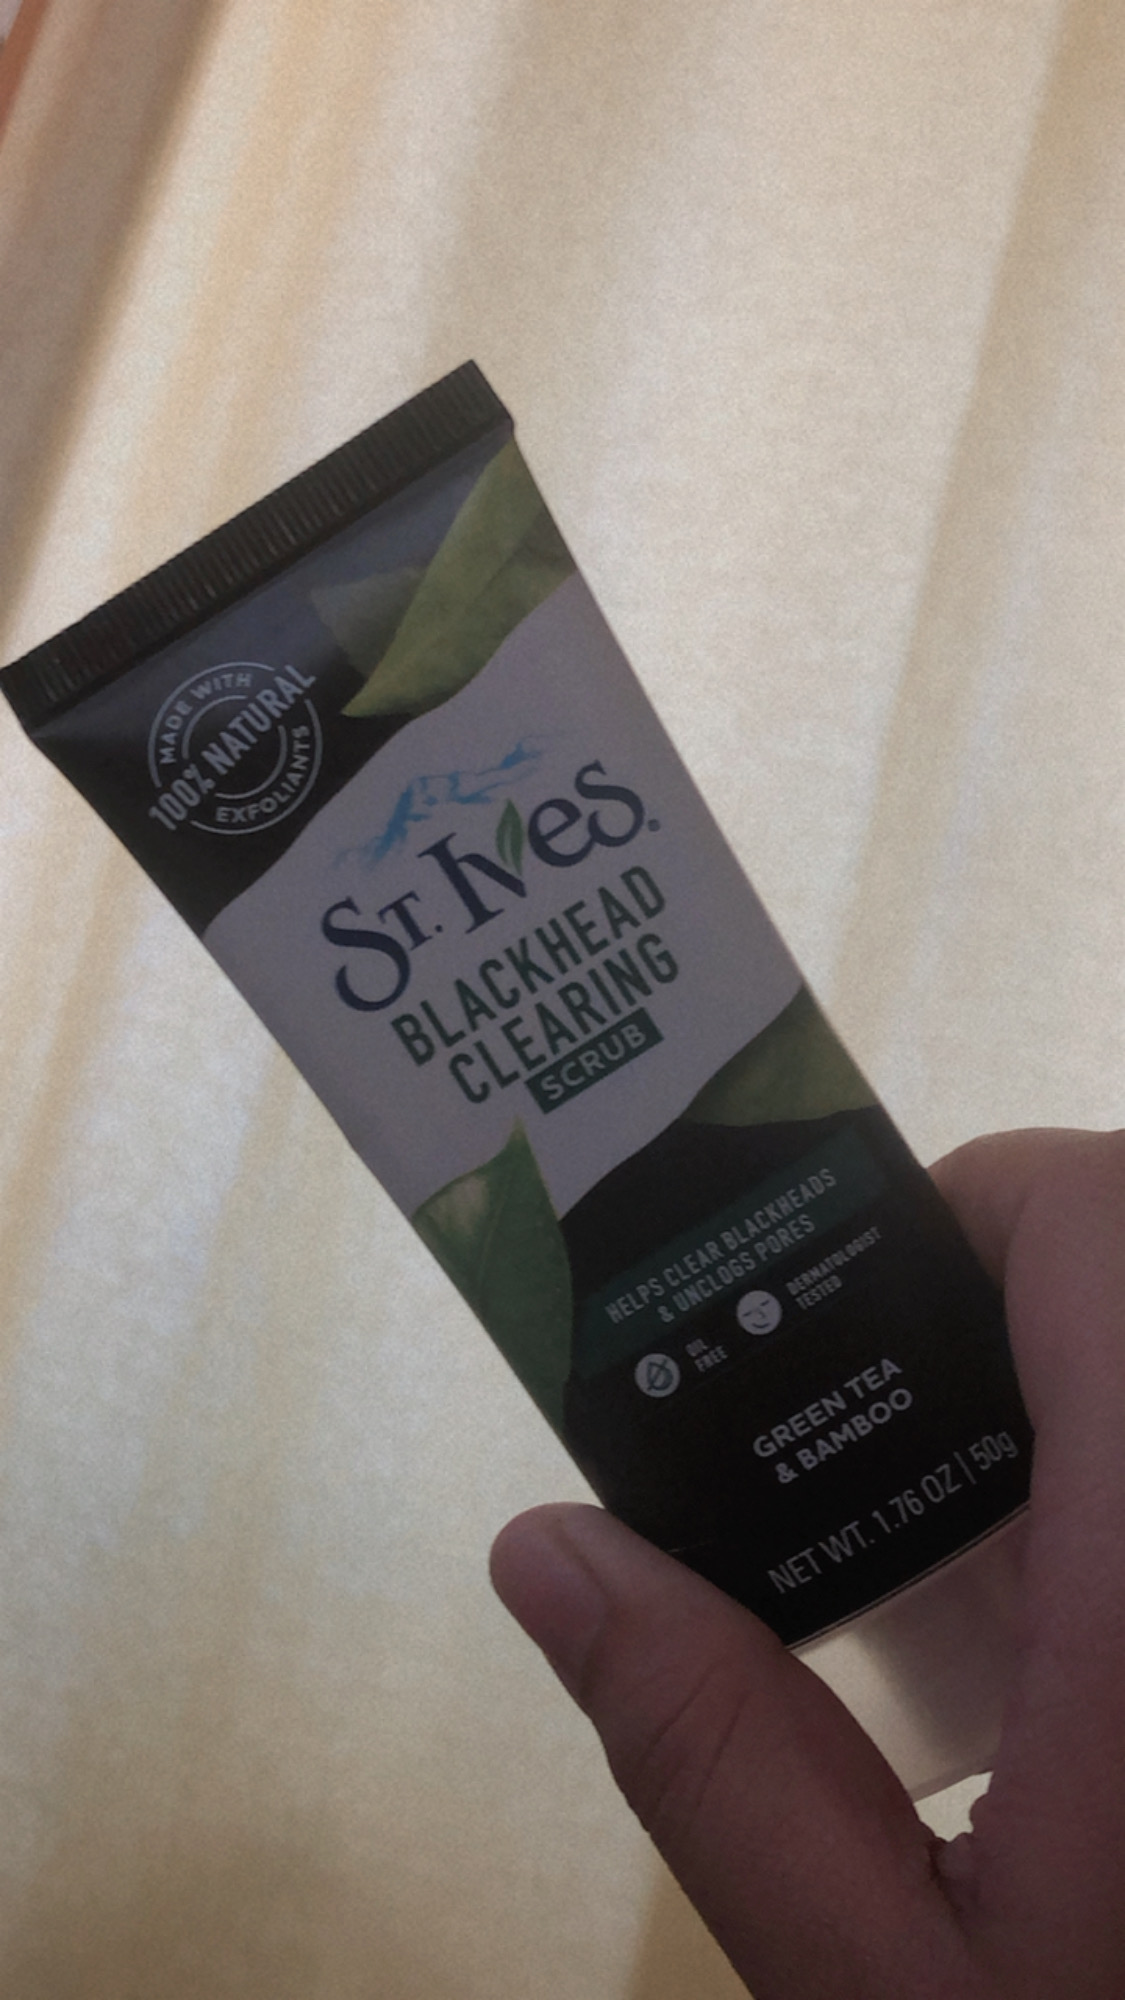 MADE WITH
100% NATURAL
EXFOLIANTS
ST. IVES.
BLACKHEAD
CLEARING
SCRUB
HELPS CLEAR BLACKHEADS
& UNCLOGS PORES
OIL
FREE
DERMATOLOGIST
TESTED
GREEN TEA
& BAMBOO
NET WT. 1.76 OZ | 50g